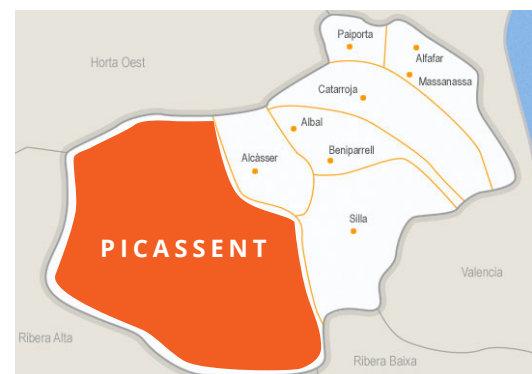 Paiporta
Alfafar
Horta Oest
Massanassa
Catarroja
Albal
Beniparrell
Alcàsser
Silla
PICASSENT
Valencia
Ribera Alta
Ribera Baixa